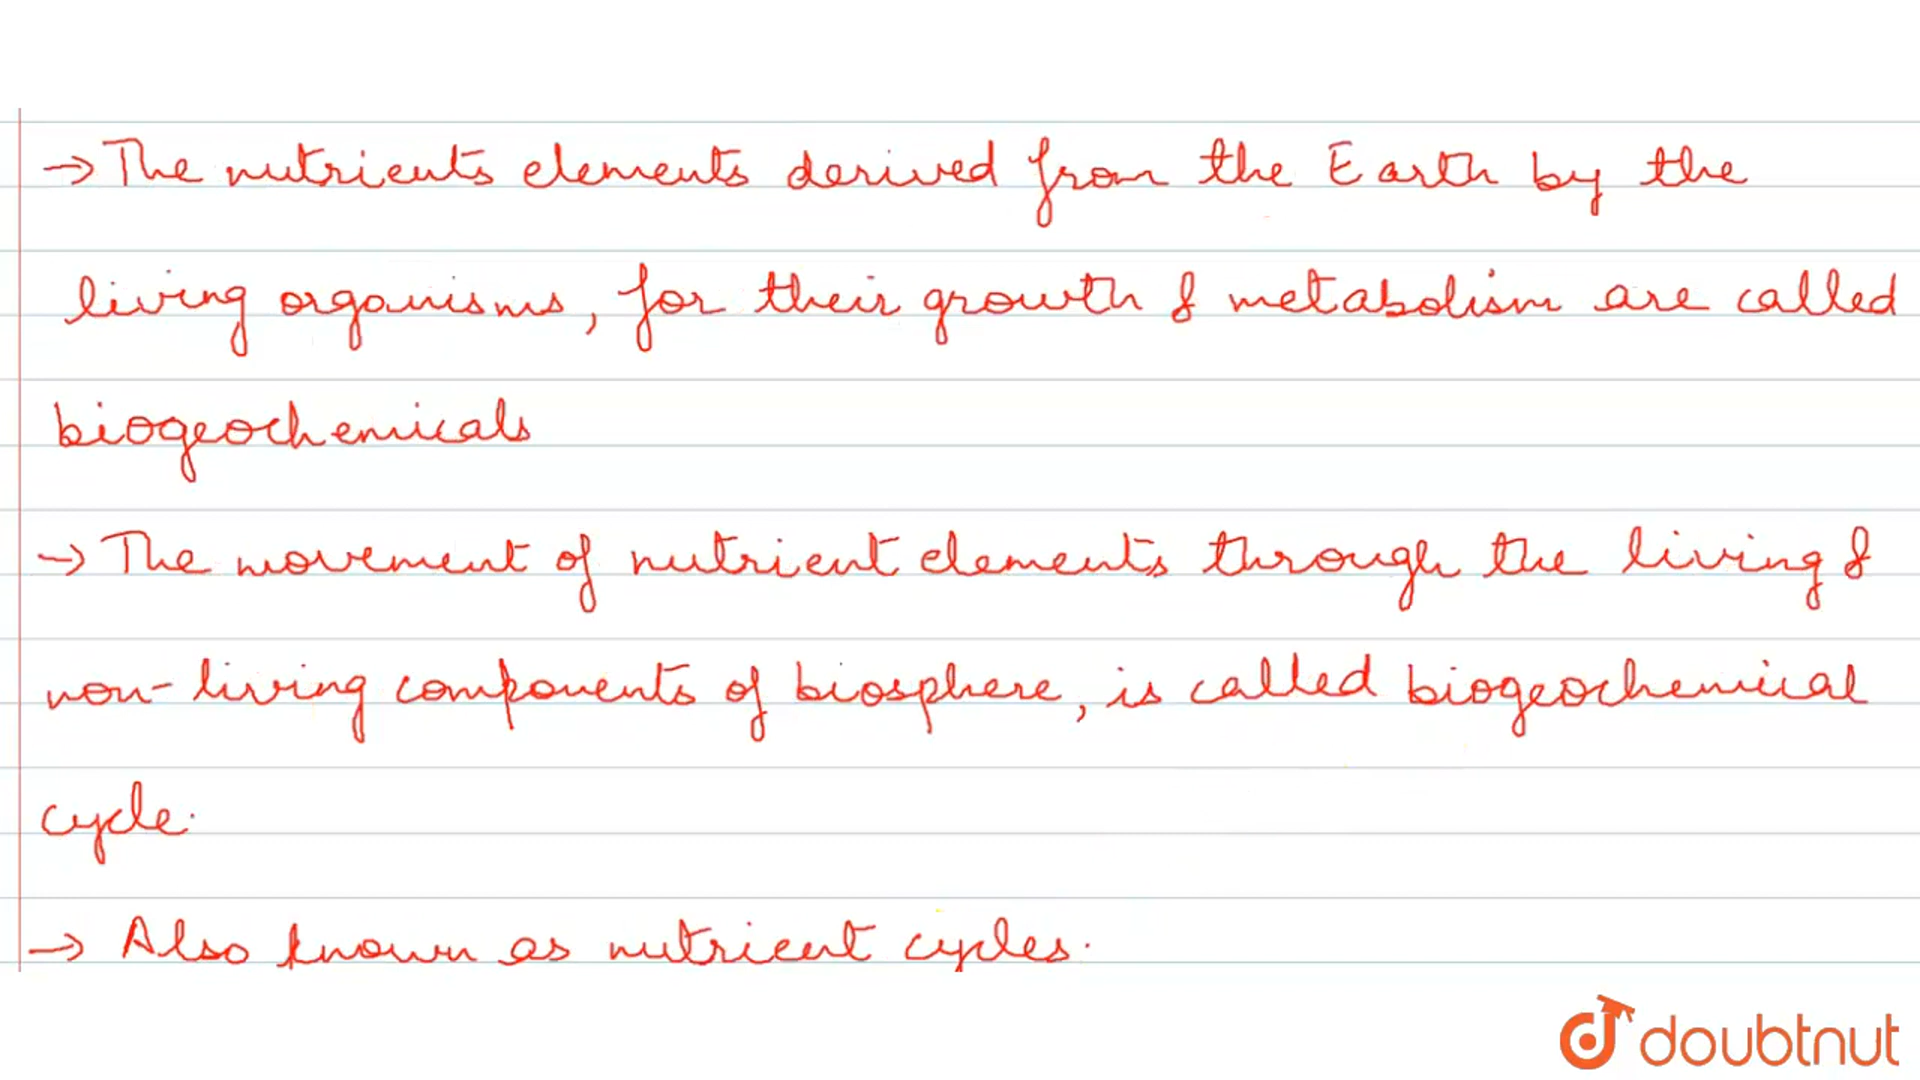 → The nutrients elements derived from the Earth by the
living organisms, for their growth & metabolism are called
biogeochemicals
→ The movement of nutrient elements through the living &
non-living components of biosphere, is called biogeochemical
cycle.
→ Also known as nutrient cycles.
doubtnut